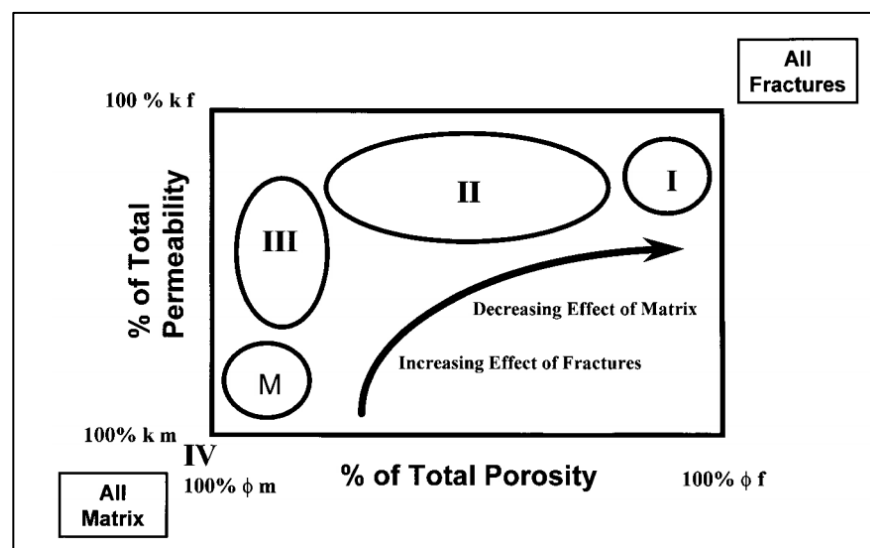 All
Fractures
100 % k f
% of Total
Permeability
I
II
III
Decreasing Effect of Matrix
Increasing Effect of Fractures
M
100% k m
IV
100% ϕ m
% of Total Porosity
100% ϕ f
All
Matrix